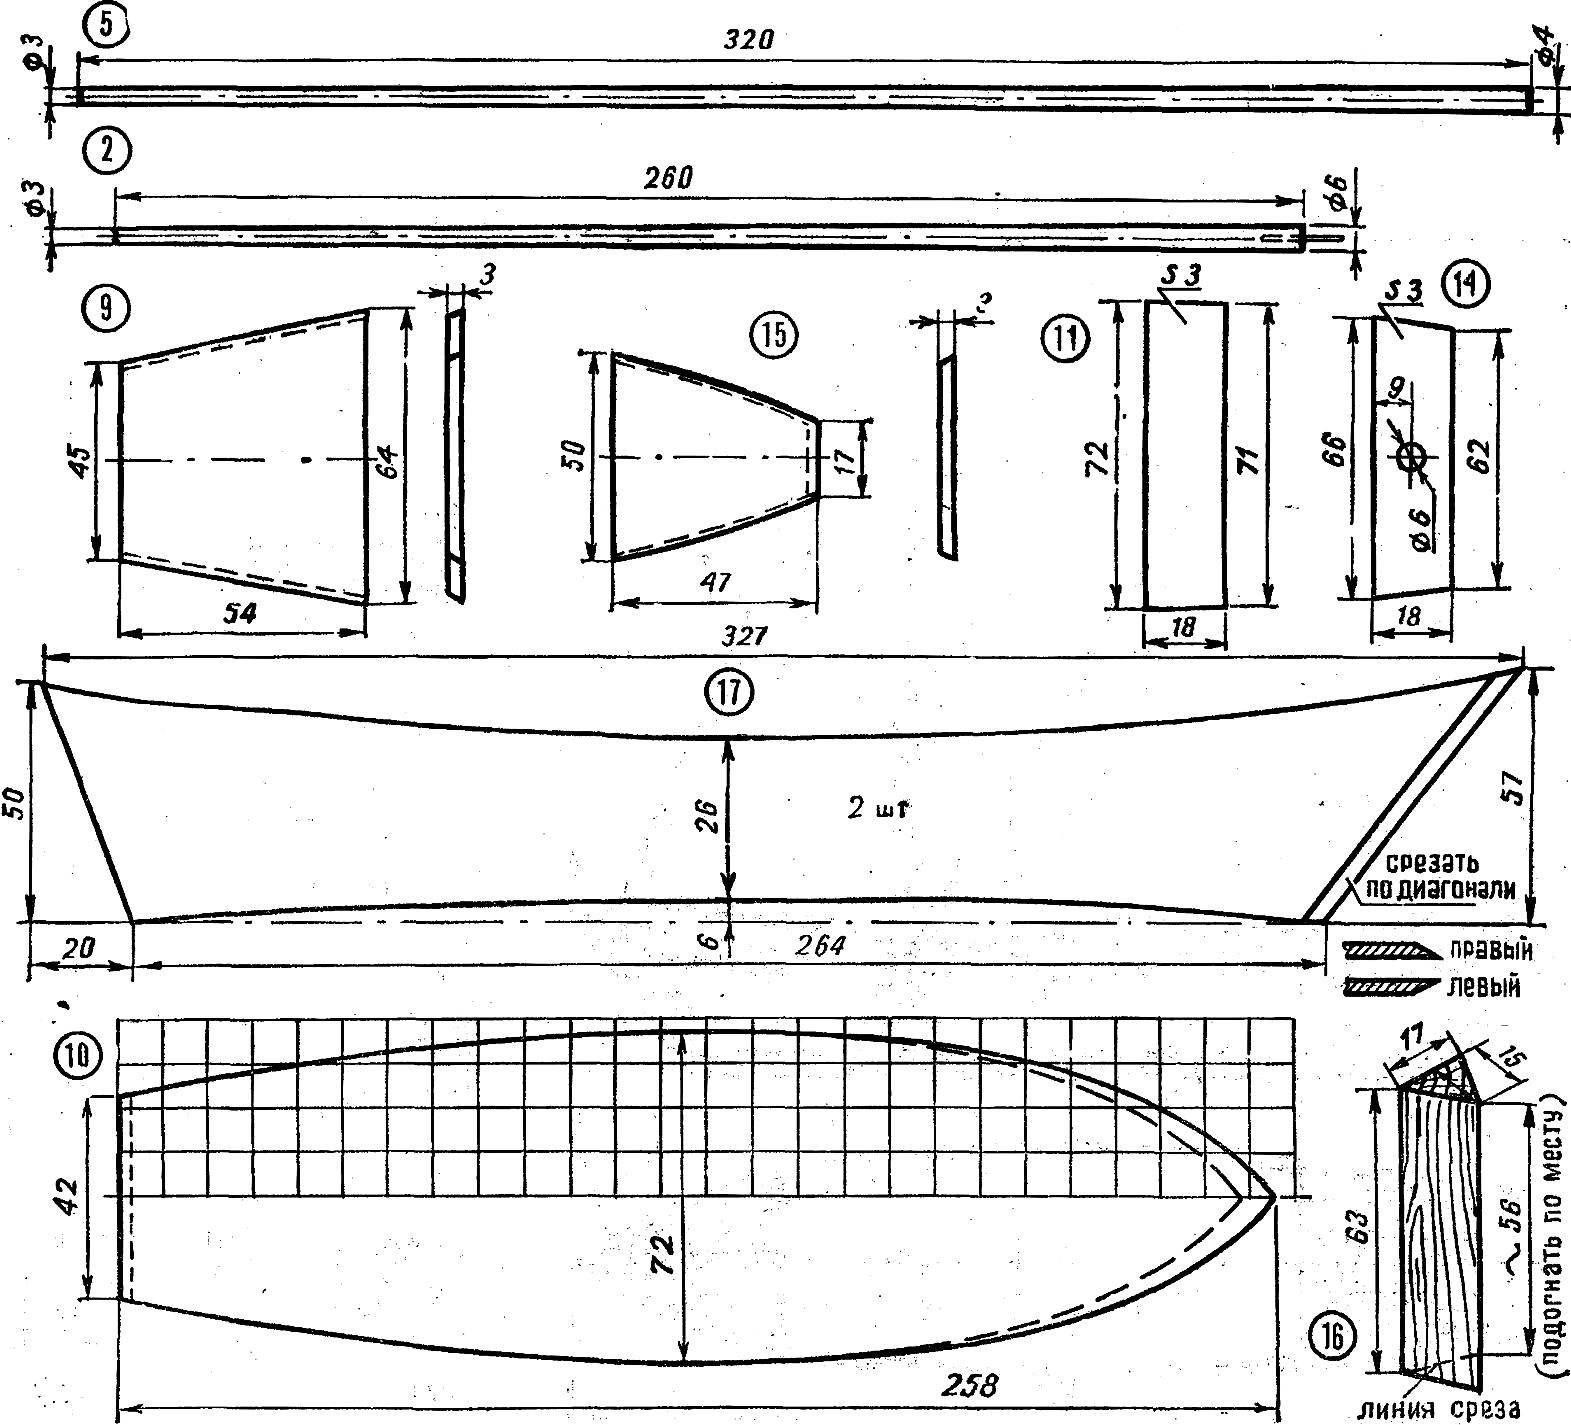 5
320
ф3
ф4
2
260
ф3
ф6
9
3
45
64
54
15
50
17
47
11
S 3
72
71
18
14
S 3
66
9
ф6
62
18
327
17
50
26
2 шт
57
срезать
по диагонали
20
6
264
правый
левый
10
42
72
258
17
15
63
~56
(подогнать по месту)
16
линия среза